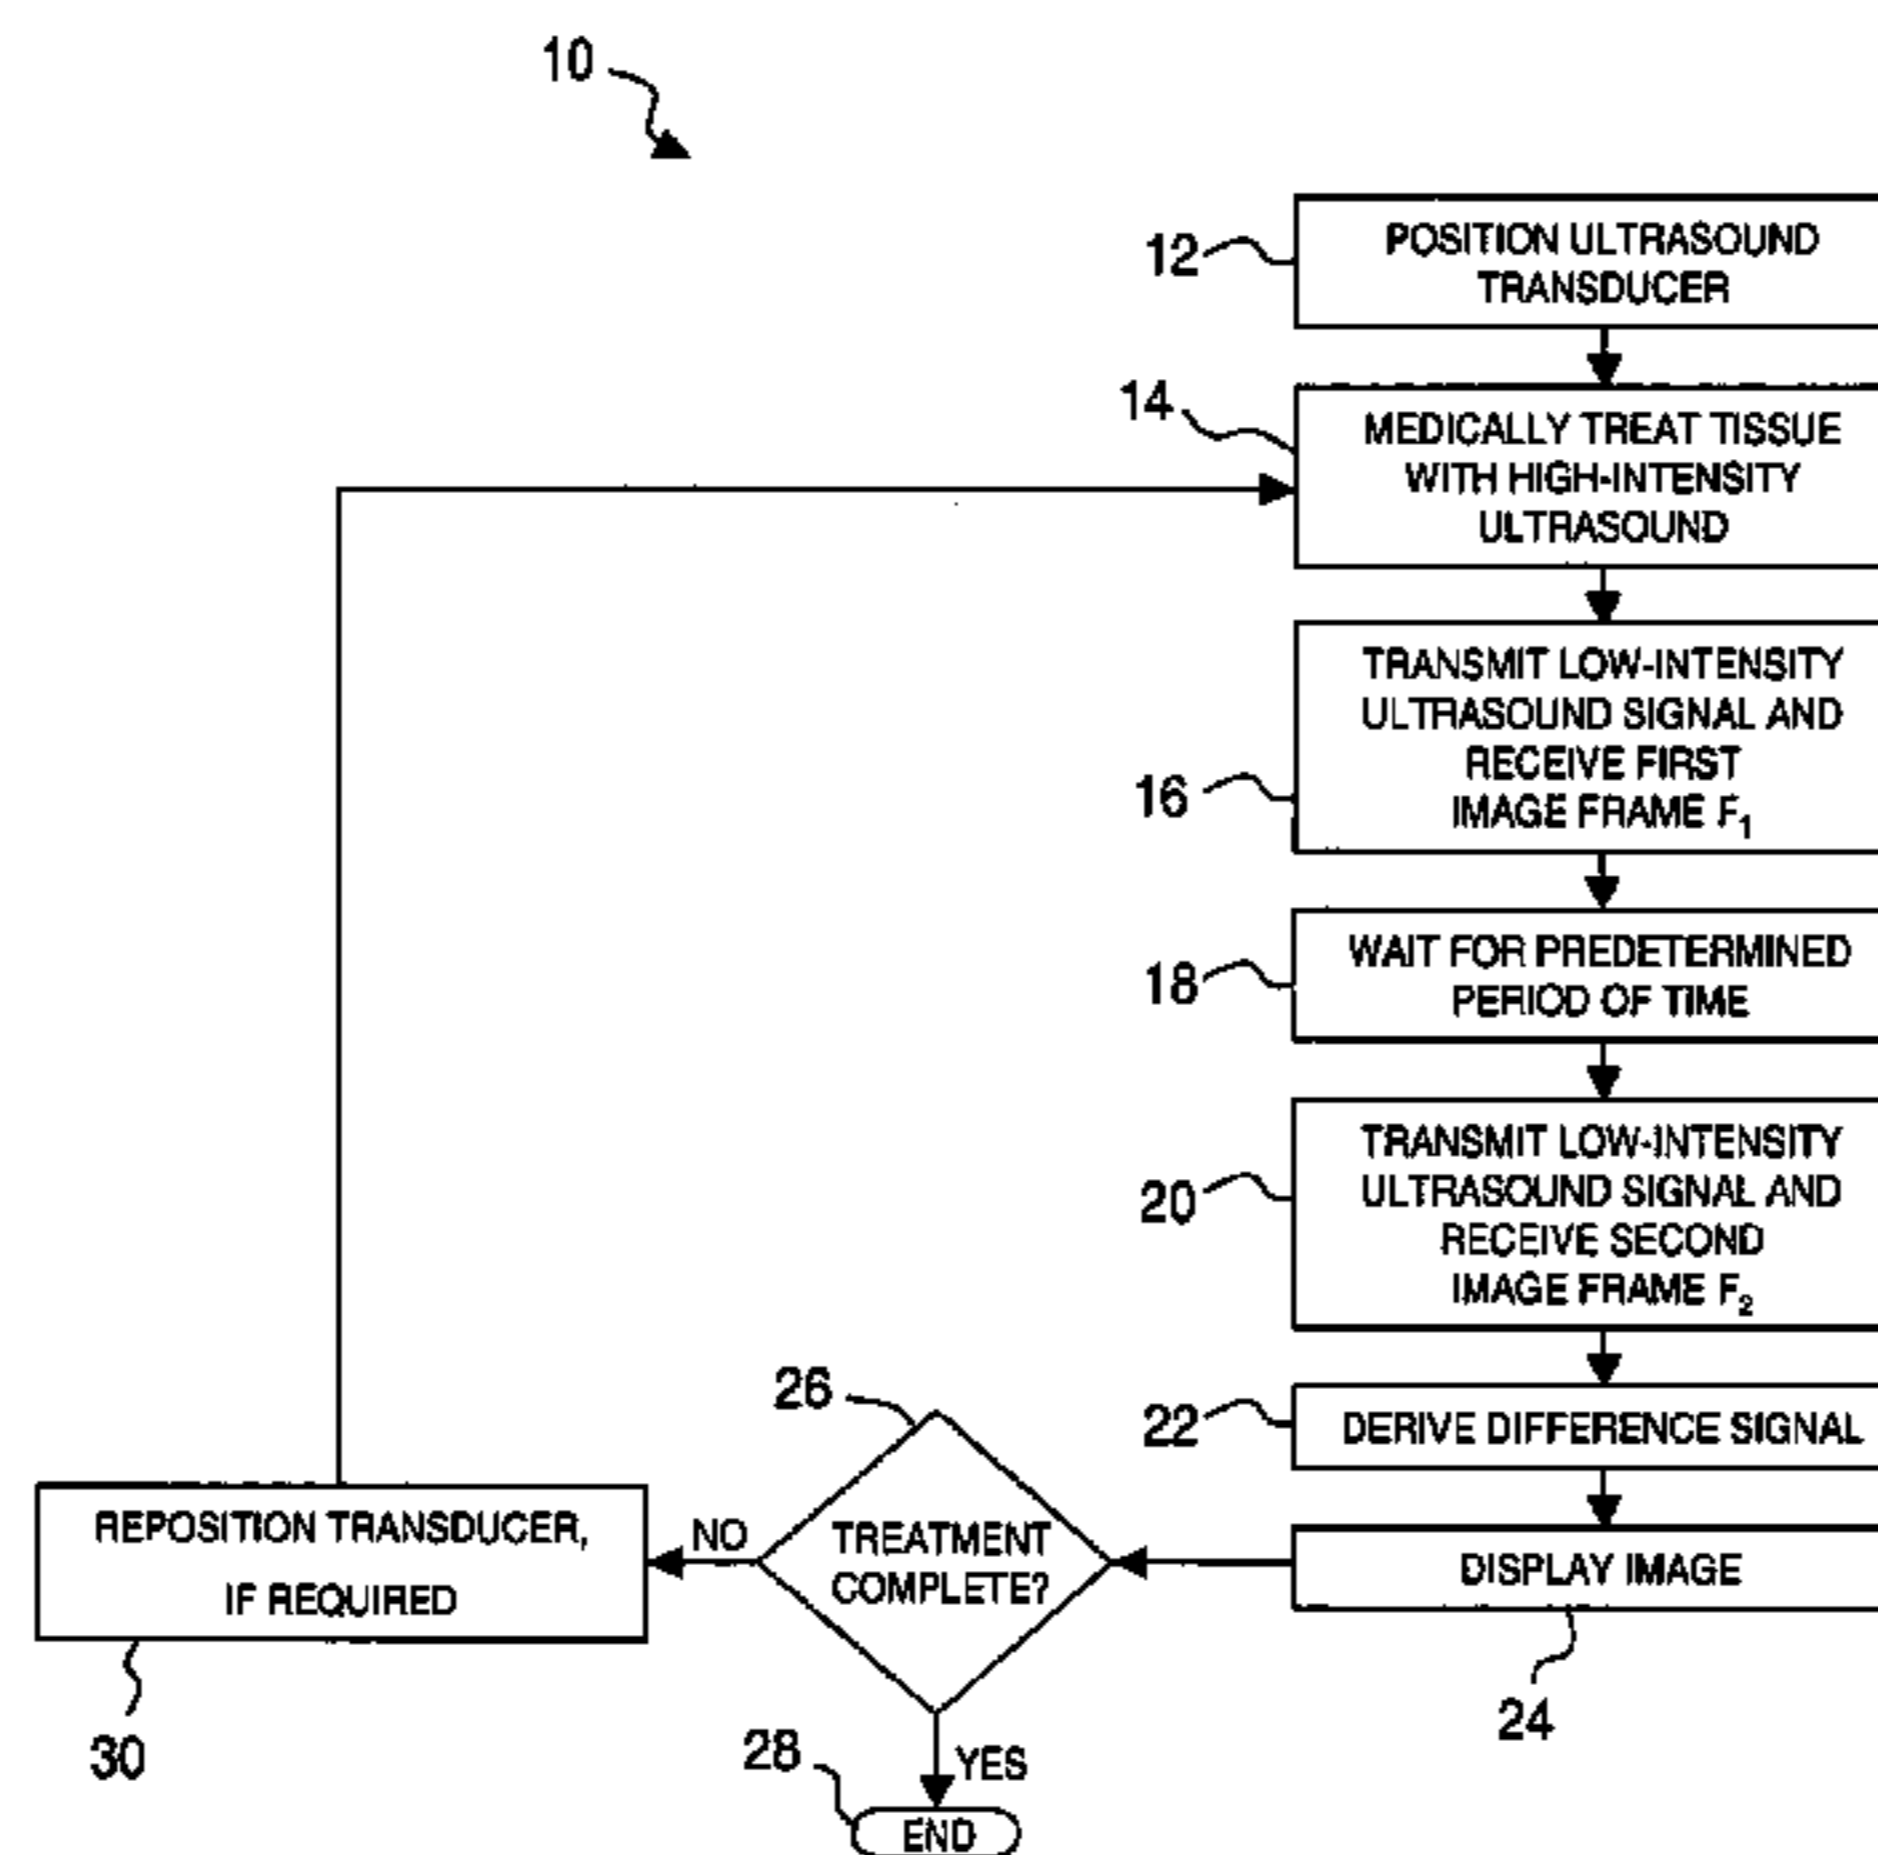 10
12
POSITION ULTRASOUND
TRANSDUCER
14
MEDICALLY TREAT TISSUE
WITH HIGH-INTENSITY
ULTRASOUND
16
TRANSMIT LOW-INTENSITY
ULTRASOUND SIGNAL AND
RECEIVE FIRST
IMAGE FRAME F₁
18
WAIT FOR PREDETERMINED
PERIOD OF TIME
20
TRANSMIT LOW-INTENSITY
ULTRASOUND SIGNAL AND
RECEIVE SECOND
IMAGE FRAME F₂
22
DERIVE DIFFERENCE SIGNAL
DISPLAY IMAGE
24
26
TREATMENT
COMPLETE?
NO
REPOSITION TRANSDUCER,
IF REQUIRED
30
YES
28
END